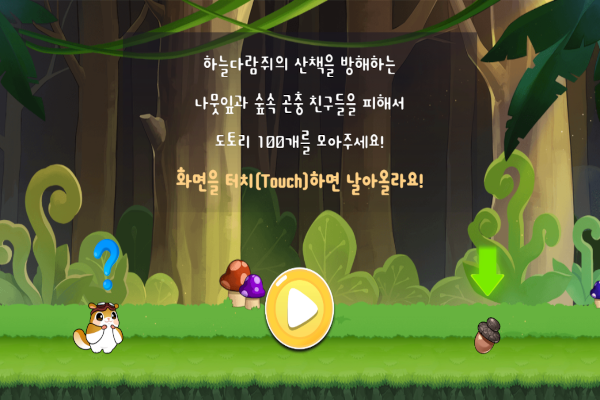 하늘다람쥐의 산책을 방해하는
나뭇잎과 숲속 곤충 친구들을 피해서
도토리 100개를 모아주세요!
화면을 터치(Touch)하면 날아올라요!
?